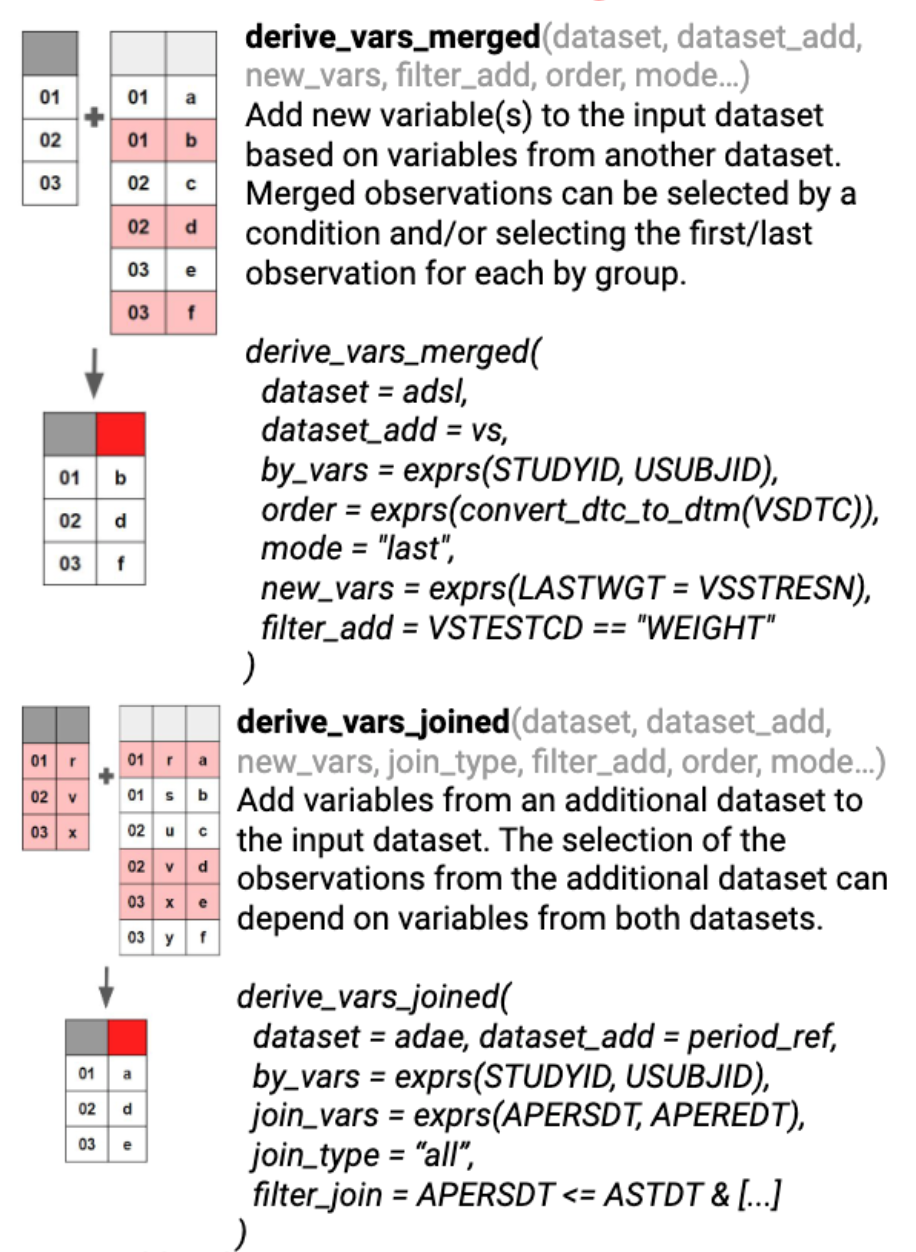 derive_vars_merged(dataset, dataset_add,
new_vars, filter_add, order, mode...)
Add new variable(s) to the input dataset
based on variables from another dataset.
Merged observations can be selected by a
condition and/or selecting the first/last
observation for each by group.
01
02
03
+
01 a
01 b
02 c
02 d
03 e
03 f
01 b
02 d
03 f
derive_vars_merged(
dataset = adsl,
dataset_add = vs,
by_vars = exprs(STUDYID, USUBJID),
order = exprs(convert_dtc_to_dtm(VSDTC)),
mode = "last",
new_vars = exprs(LASTWGT = VSSTRESN),
filter_add = VSTESTCD == "WEIGHT"
)
derive_vars_joined(dataset, dataset_add,
new_vars, join_type, filter_add, order, mode...)
Add variables from an additional dataset to
the input dataset. The selection of the
observations from the additional dataset can
depend on variables from both datasets.
01 r
02 v
03 x
+
01 r a
01 s b
02 u c
02 v d
03 x e
03 y f
01 a
02 d
03 e
derive_vars_joined(
dataset = adae, dataset_add = period_ref,
by_vars = exprs(STUDYID, USUBJID),
join_vars = exprs(APERSDT, APEREDT),
join_type = “all”,
filter_join = APERSDT <= ASTDT & [...]
)